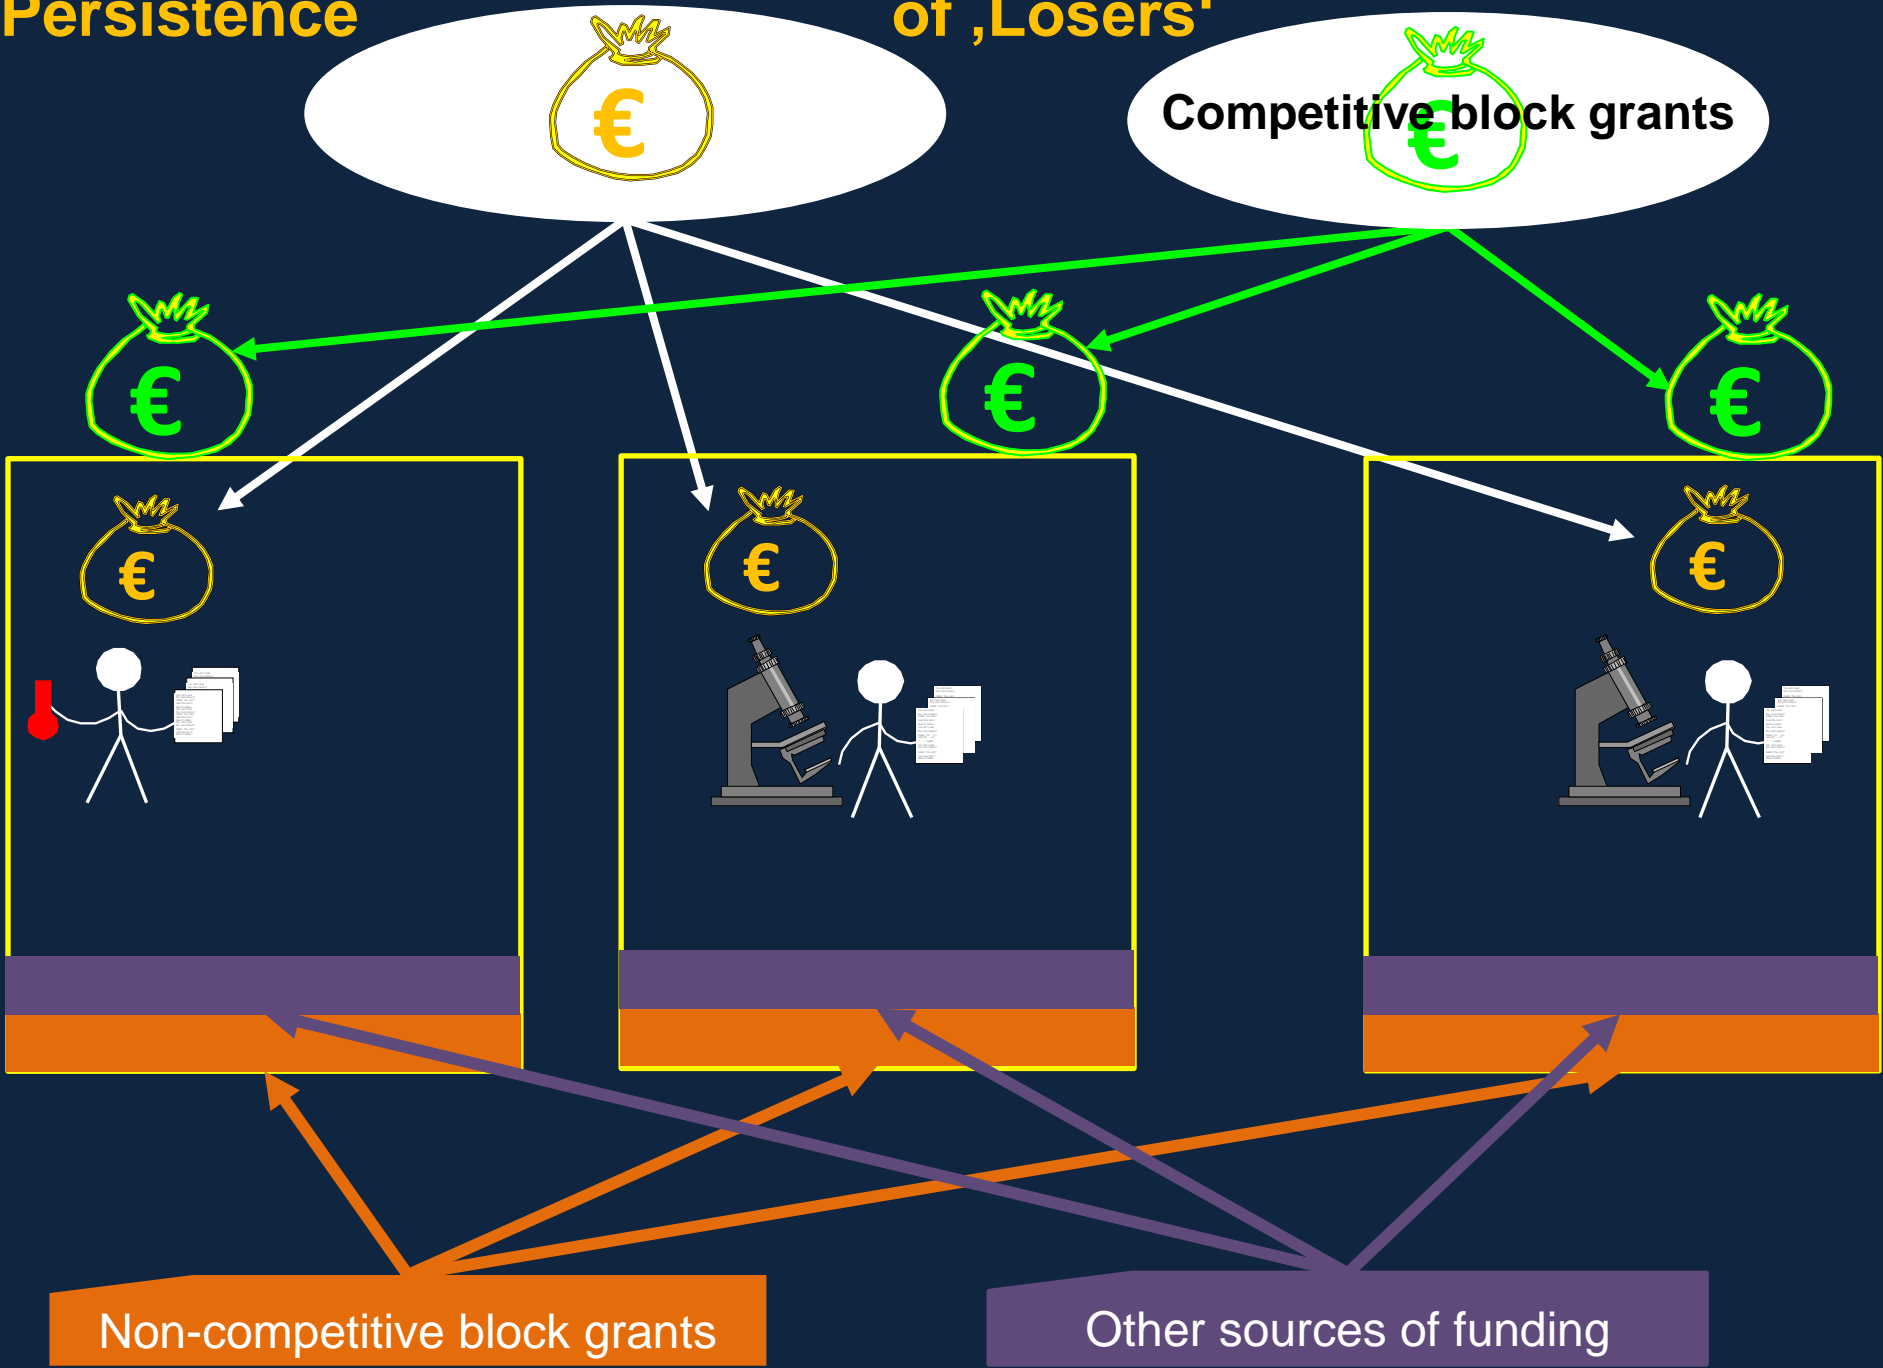 Persistence of ‚Losers'
€
€
Competitive block grants
€
€
€
€
€
€
Non-competitive block grants
Other sources of funding